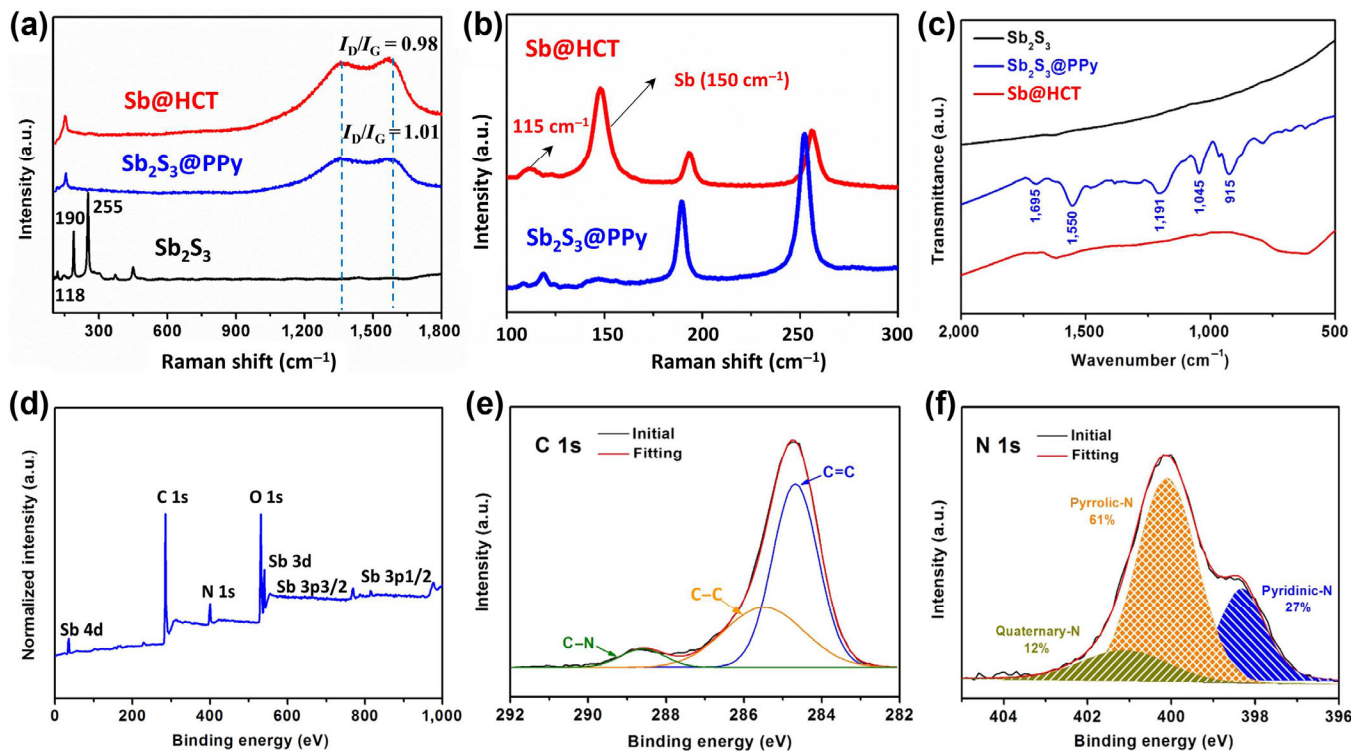 (a)
I_D/I_G = 0.98
Sb@HCT
I_D/I_G = 1.01
Sb₂S₃@PPy
190
255
Sb₂S₃
118
300
600
900
1,200
1,500
1,800
Raman shift (cm⁻¹)
Intensity (a.u.)
(b)
Sb@HCT
Sb (150 cm⁻¹)
115 cm⁻¹
Sb₂S₃@PPy
100
150
200
250
300
Raman shift (cm⁻¹)
Intensity (a.u.)
(c)
Sb₂S₃
Sb₂S₃@PPy
Sb@HCT
1,695
1,550
1,191
1,045
915
2,000
1,500
1,000
500
Wavenumber (cm⁻¹)
Transmittance (a.u.)
(d)
C 1s
O 1s
Sb 3d
N 1s
Sb 3p3/2
Sb 3p1/2
Sb 4d
0
200
400
600
800
1,000
Binding energy (eV)
Normalized intensity (a.u.)
(e)
C 1s
Initial
Fitting
C=C
C–C
C–N
292
290
288
286
284
282
Binding energy (eV)
Intensity (a.u.)
(f)
N 1s
Initial
Fitting
Pyrrolic-N
61%
Pyridinic-N
27%
Quaternary-N
12%
404
402
400
398
396
Binding energy (eV)
Intensity (a.u.)